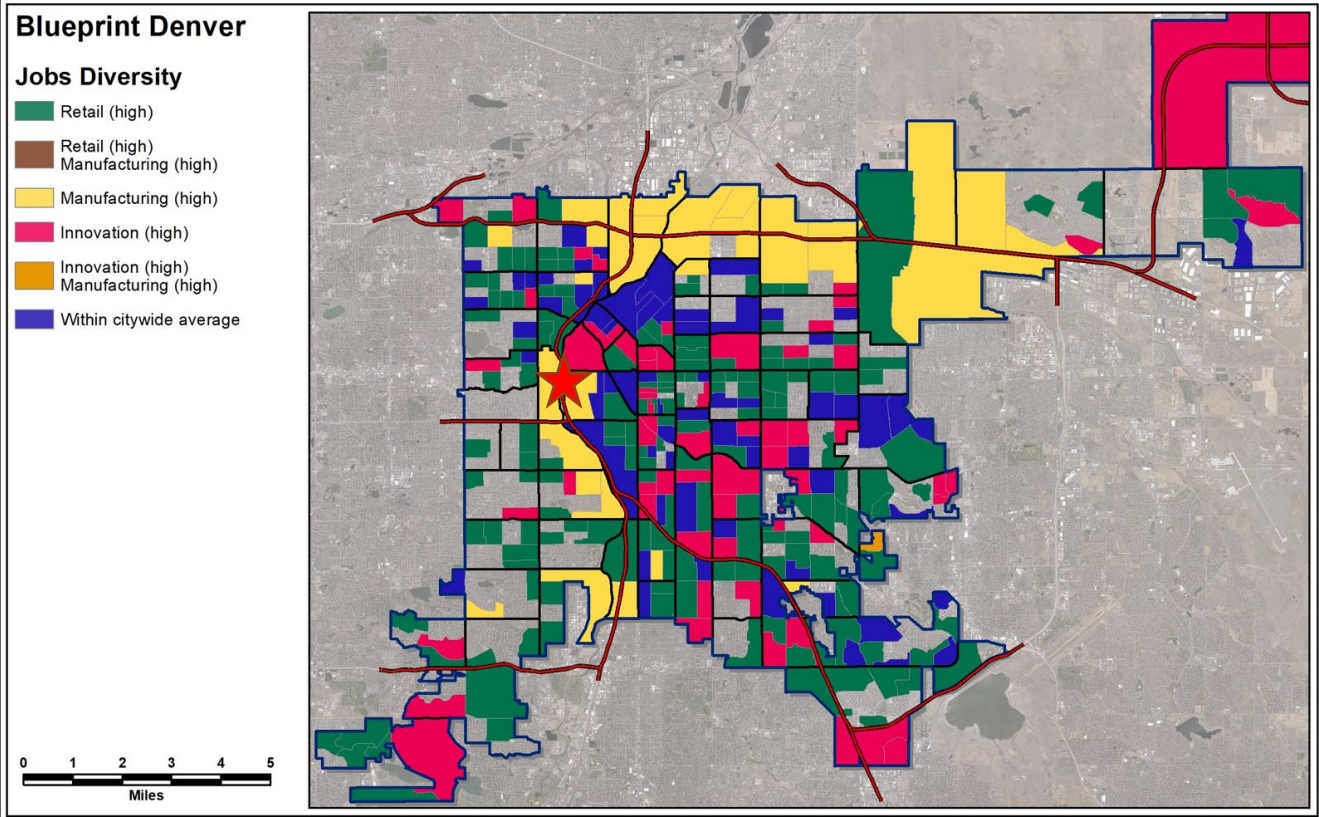 Blueprint Denver
Jobs Diversity
Retail (high)
Retail (high)
Manufacturing (high)
Manufacturing (high)
Innovation (high)
Innovation (high)
Manufacturing (high)
Within citywide average
0 1 2 3 4 5
Miles